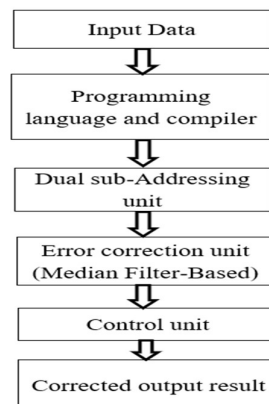 Input Data
Programming
language and compiler
Dual sub-Addressing
unit
Error correction unit
(Median Filter-Based)
Control unit
Corrected output result